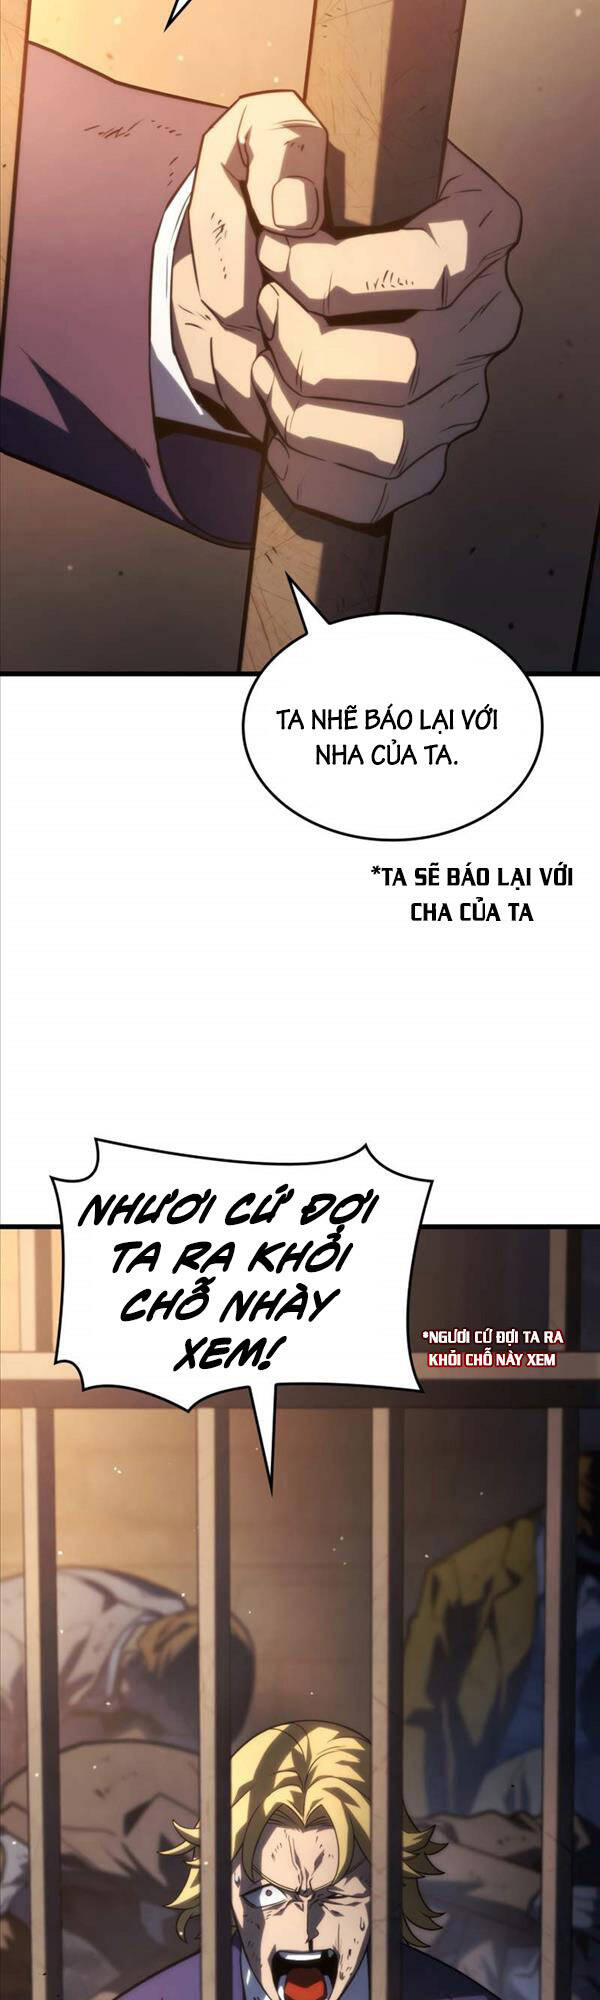 TA NHẼ BÁO LẠI VỚI
NHA CỦA TA.
*TA SẼ BÁO LẠI VỚI
CHA CỦA TA
NHƯƠI CỨ ĐỢI
TA RA KHỎI
CHỖ NHÀY
XEM!
*NGƯƠI CỨ ĐỢI TA RA
KHỎI CHỖ NÀY XEM